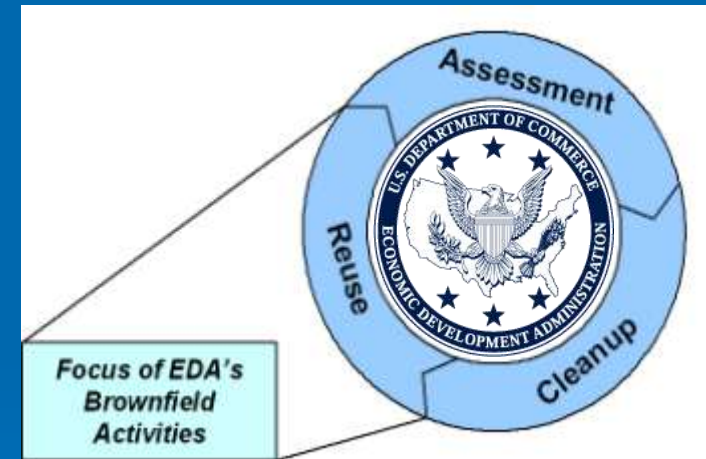 Assessment
U.S. DEPARTMENT OF COMMERCE
Reuse
ECONOMIC DEVELOPMENT ADMINISTRATION
Cleanup
Focus of EDA's
Brownfield
Activities